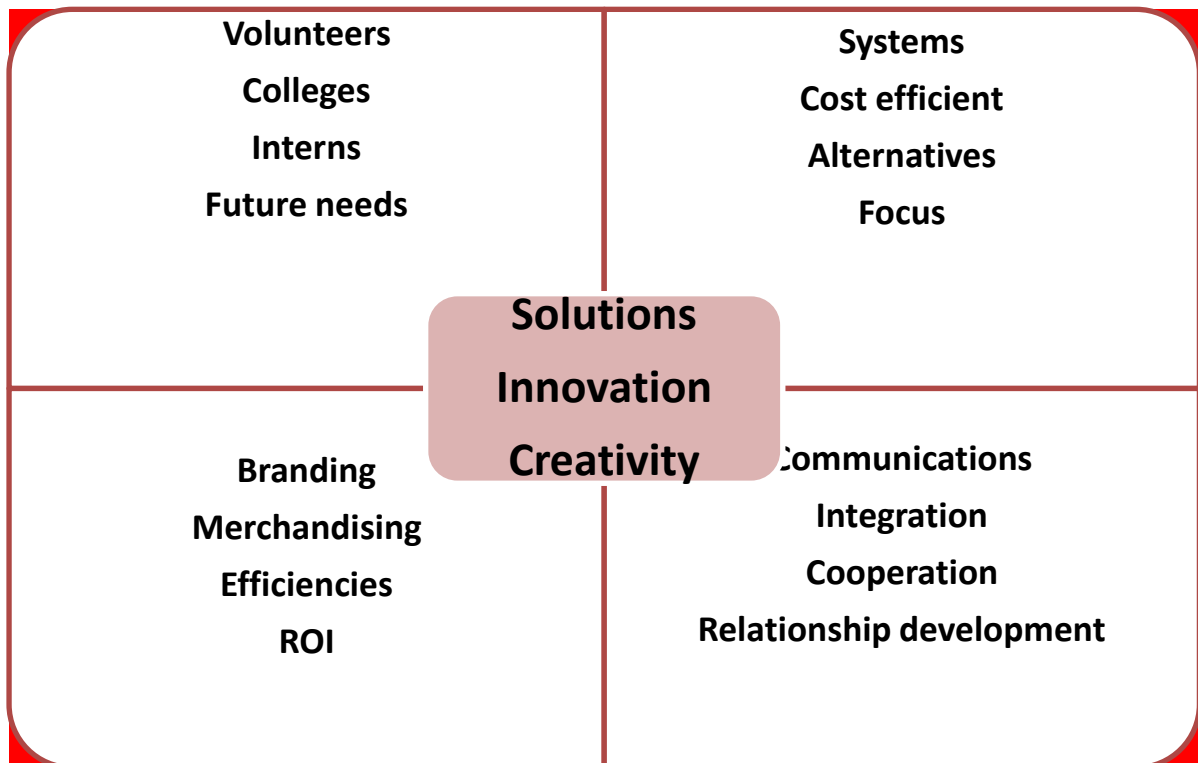 Volunteers
Colleges
Interns
Future needs
Systems
Cost efficient
Alternatives
Focus
Solutions
Innovation
Creativity
Branding
Merchandising
Efficiencies
ROI
Communications
Integration
Cooperation
Relationship development